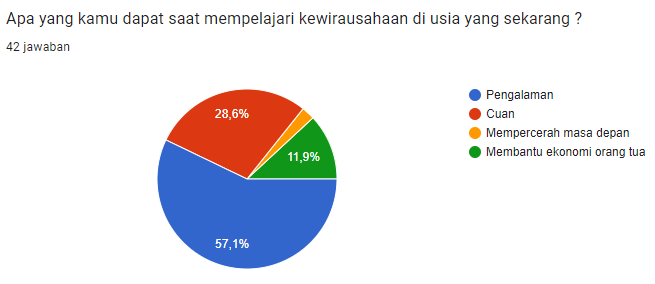 Apa yang kamu dapat saat mempelajari kewirausahaan di usia yang sekarang ?
42 jawaban
28,6%
11,9%
57,1%
Pengalaman
Cuan
Mempercerah masa depan
Membantu ekonomi orang tua